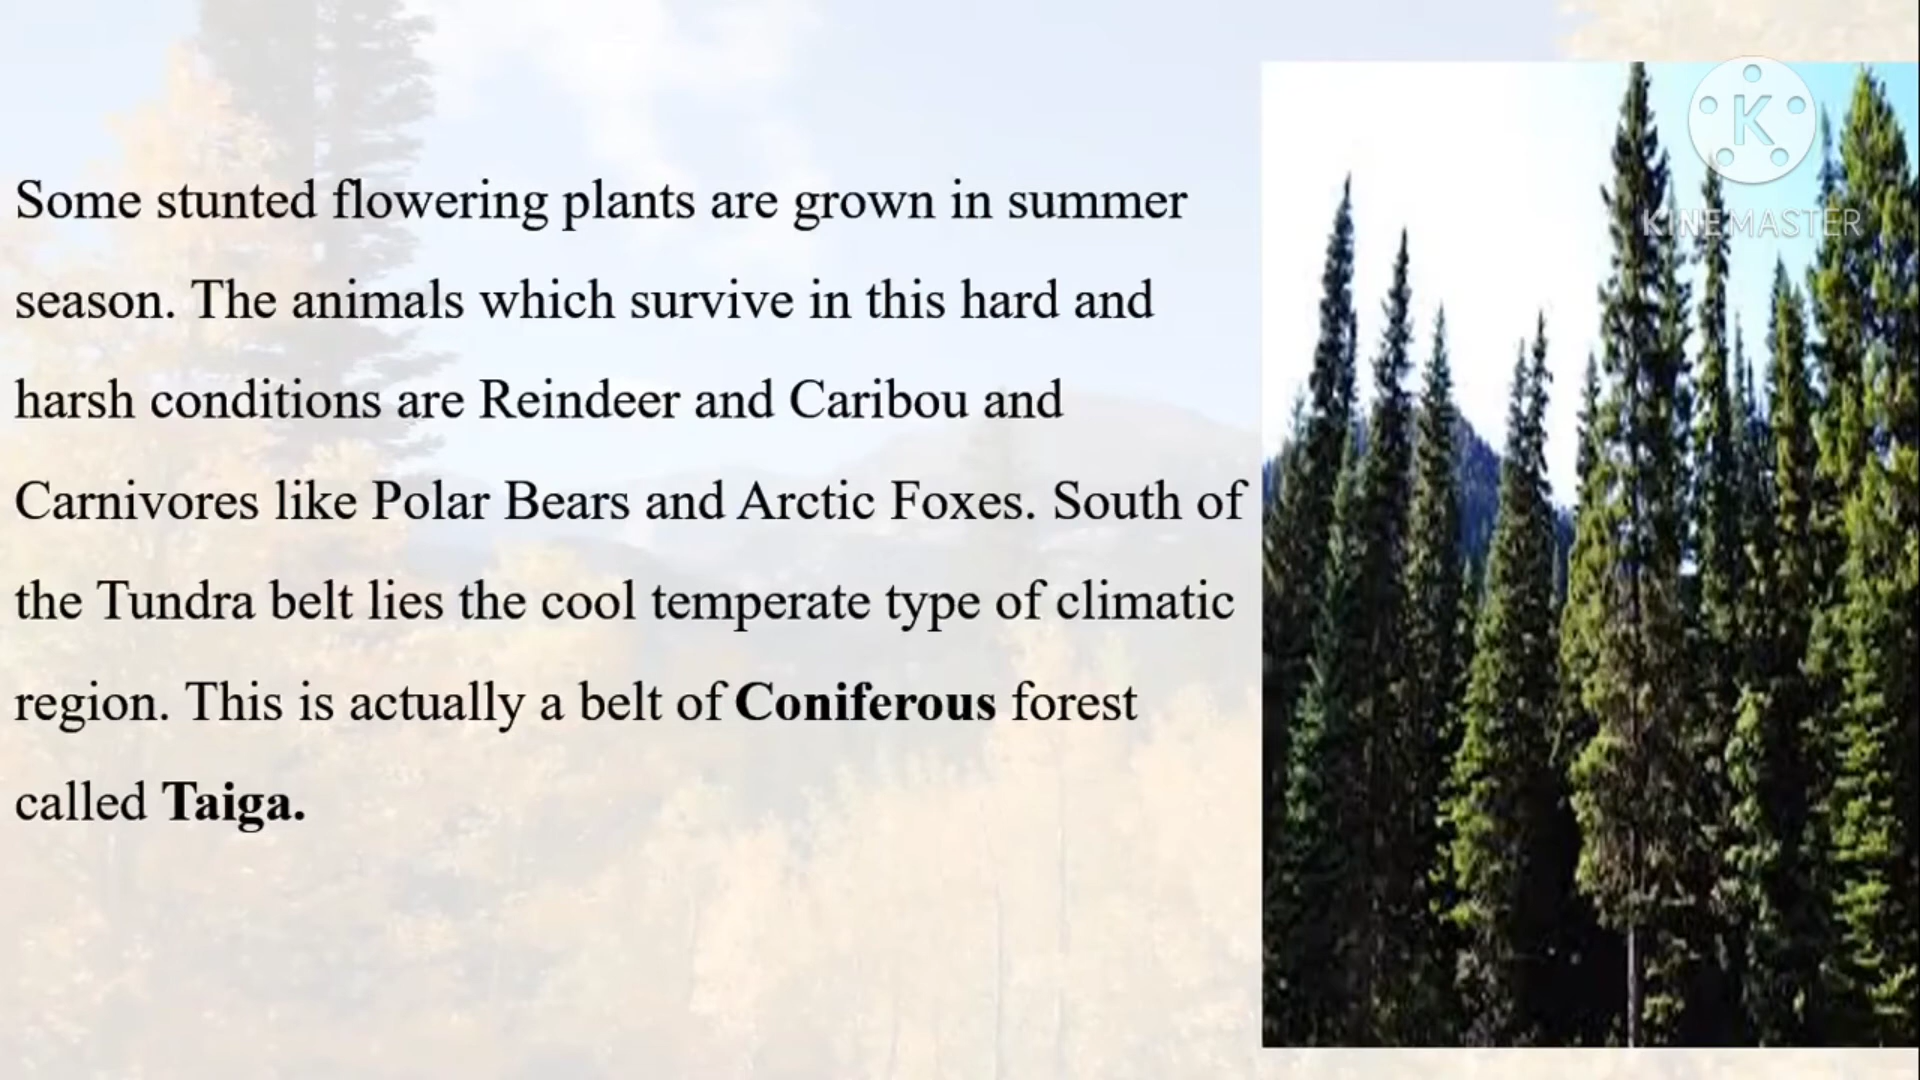 Some stunted flowering plants are grown in summer
season. The animals which survive in this hard and
harsh conditions are Reindeer and Caribou and
Carnivores like Polar Bears and Arctic Foxes. South of
the Tundra belt lies the cool temperate type of climatic
region. This is actually a belt of Coniferous forest
called Taiga.
K
KINEMASTER